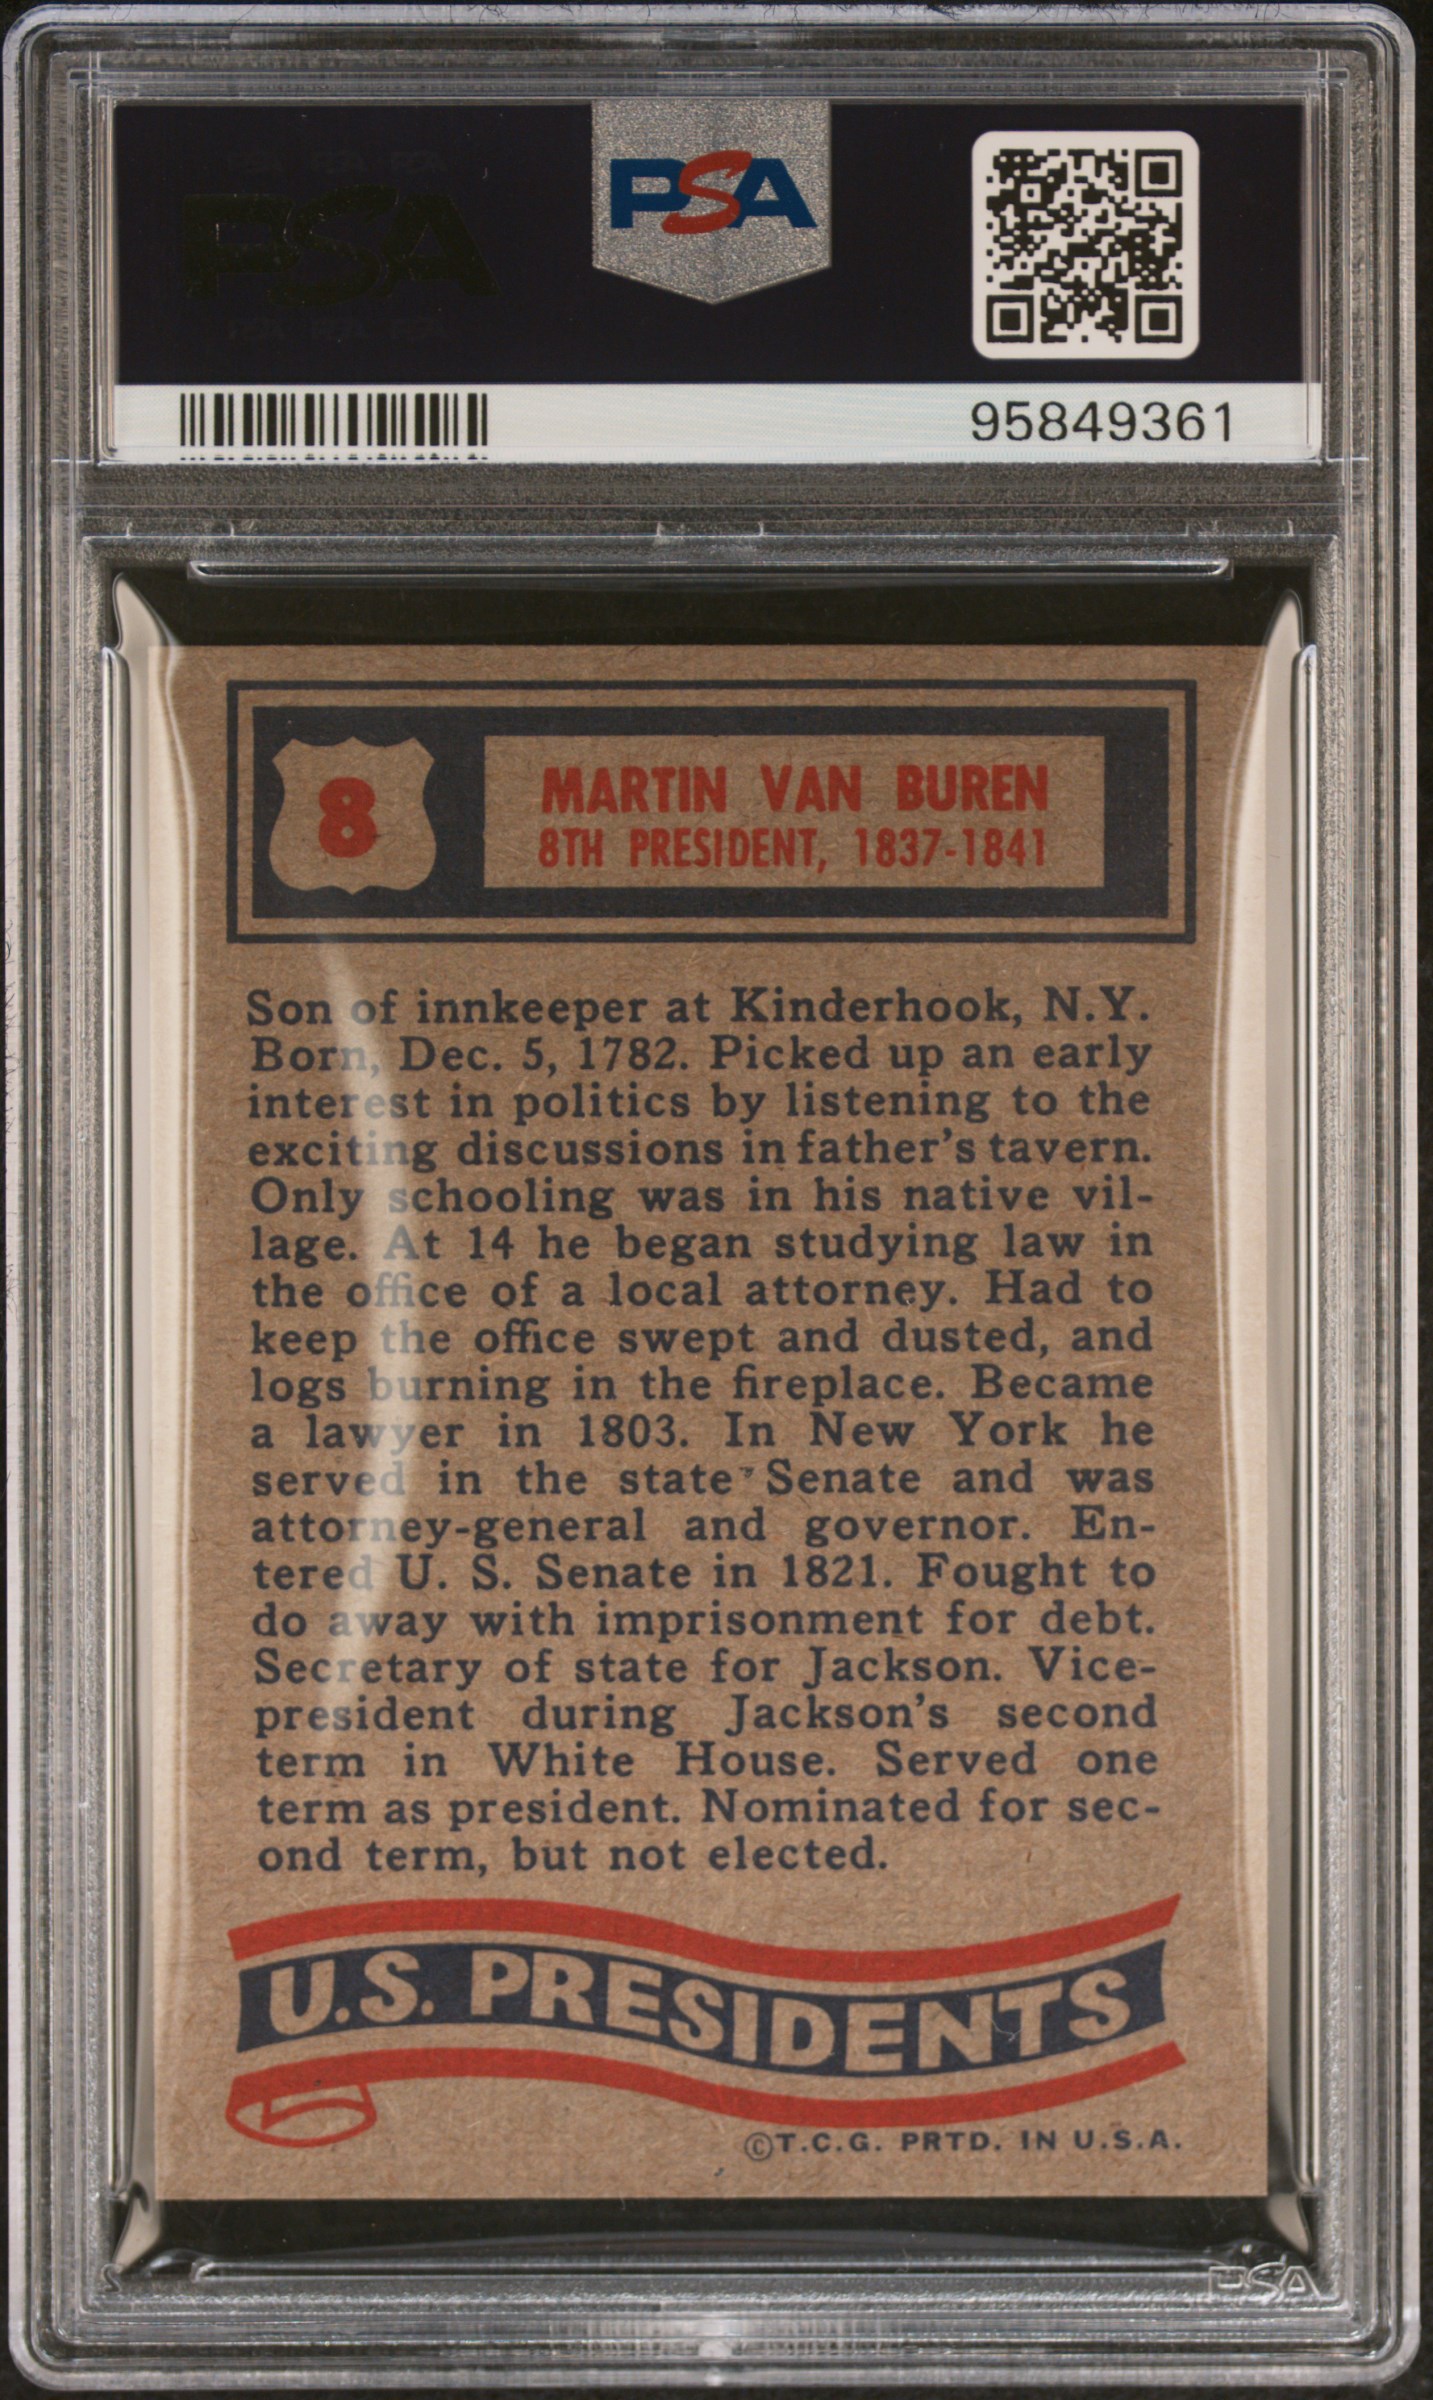 PSA
PSA
95849361
8
MARTIN VAN BUREN
8TH PRESIDENT, 1837-1841
Son of innkeeper at Kinderhook, N.Y.
Born, Dec. 5, 1782. Picked up an early
interest in politics by listening to the
exciting discussions in father's tavern.
Only schooling was in his native vil-
lage. At 14 he began studying law in
the office of a local attorney. Had to
keep the office swept and dusted, and
logs burning in the fireplace. Became
a lawyer in 1803. In New York he
served in the state Senate and was
attorney-general and governor. En-
tered U. S. Senate in 1821. Fought to
do away with imprisonment for debt.
Secretary of state for Jackson. Vice-
president during Jackson's second
term in White House. Served one
term as president. Nominated for sec-
ond term, but not elected.
U.S. PRESIDENTS
©T.C.G. PRTD. IN U.S.A.
PSA